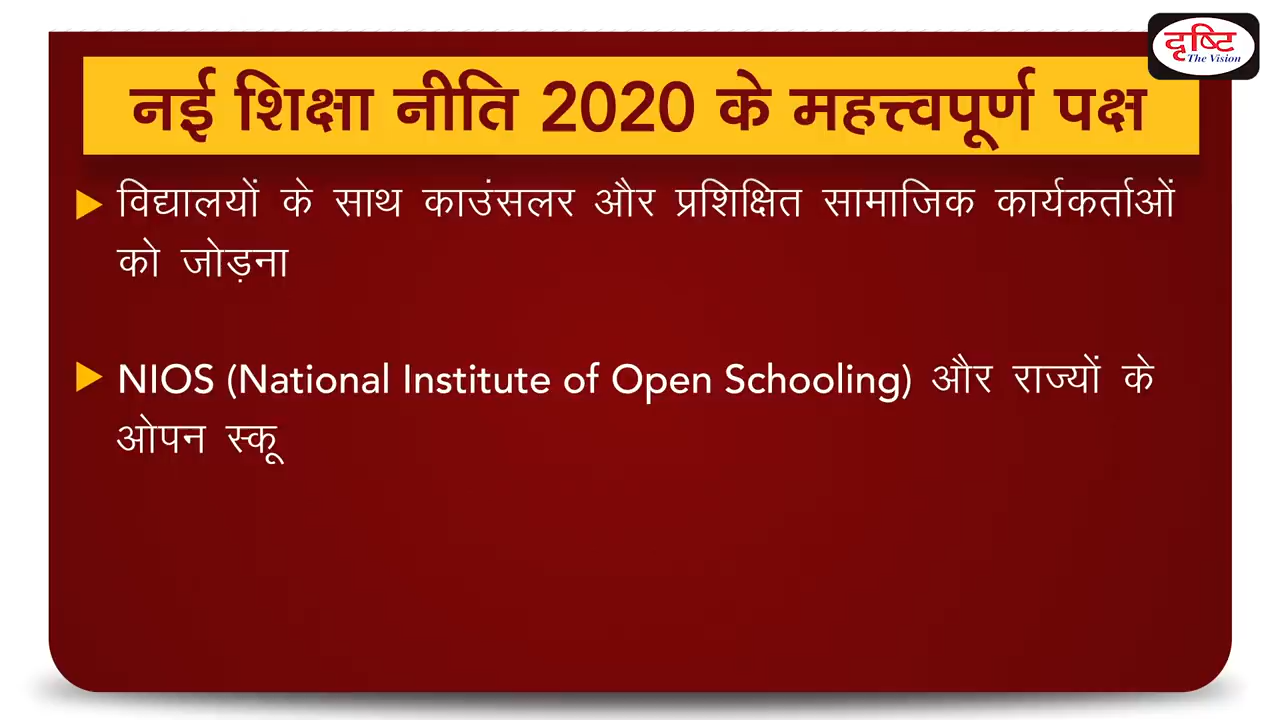 दृष्टि
The Vision
नई शिक्षा नीति 2020 के महत्त्वपूर्ण पक्ष
विद्यालयों के साथ काउंसलर और प्रशिक्षित सामाजिक कार्यकर्ताओं
को जोड़ना
NIOS (National Institute of Open Schooling) और राज्यों के
ओपन स्कू